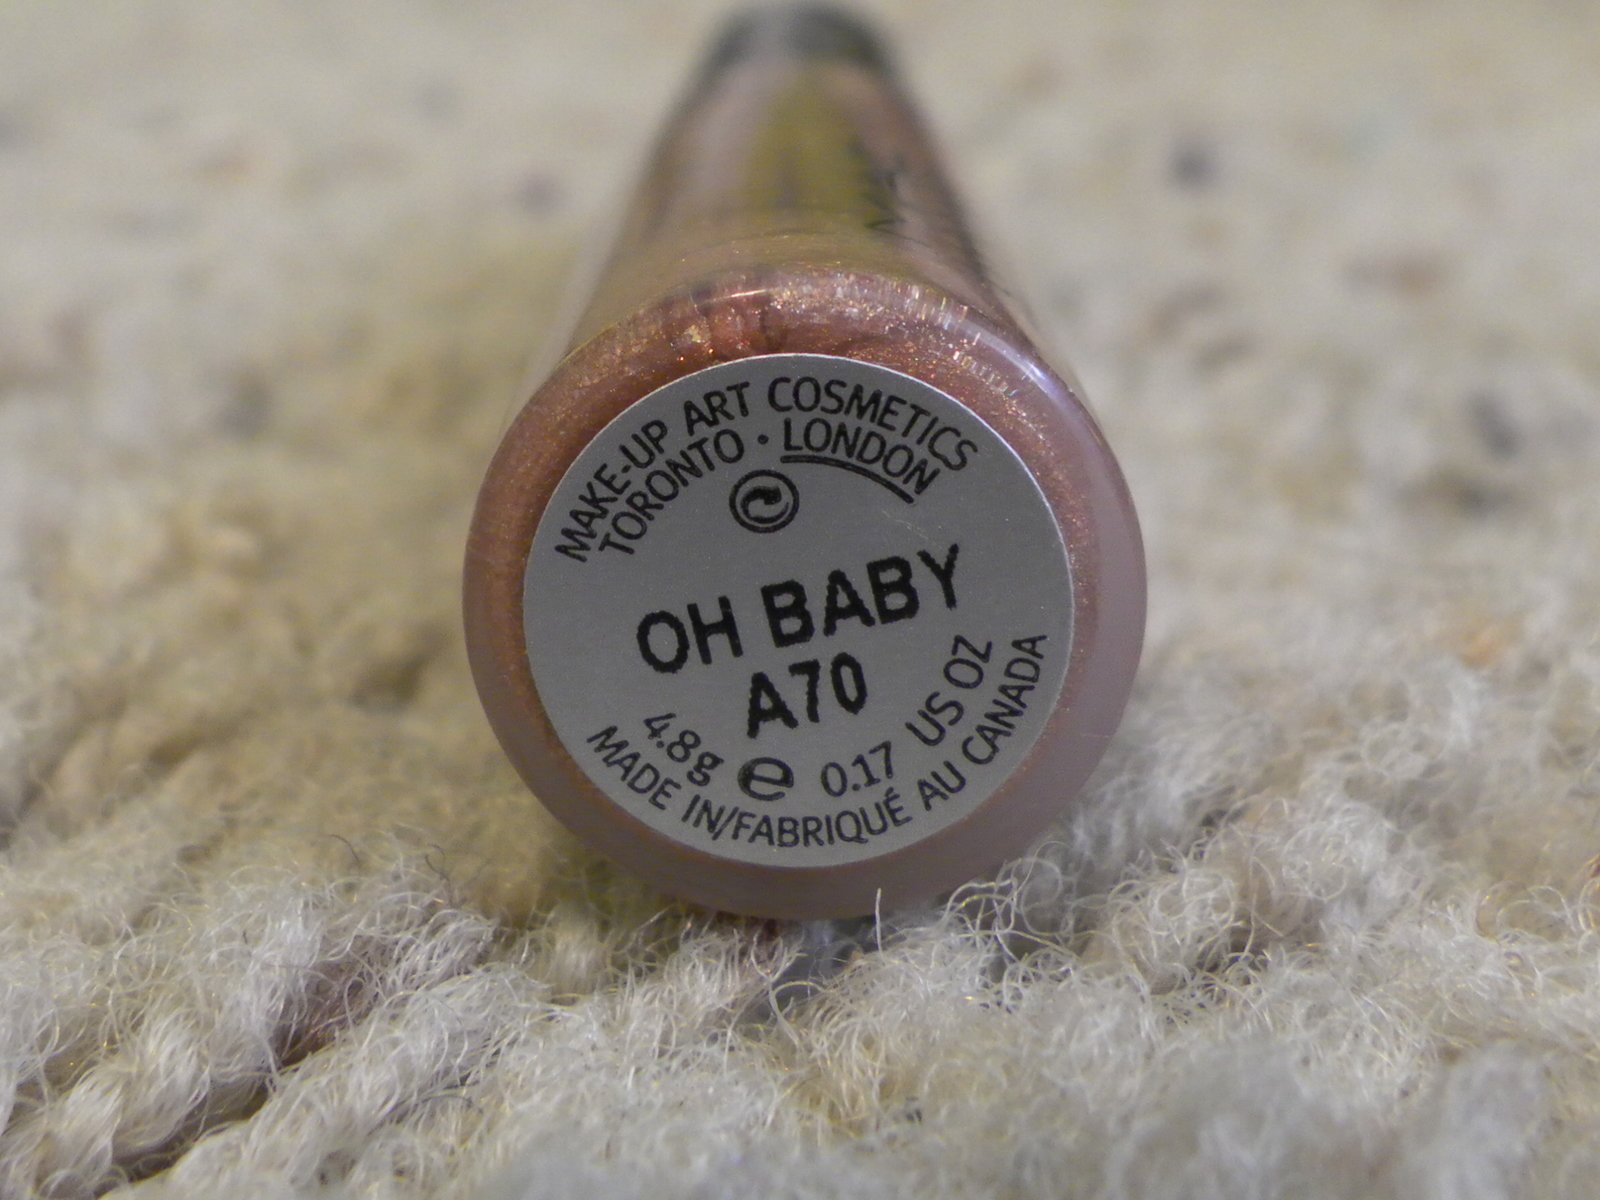 MAKE-UP ART COSMETICS
TORONTO · LONDON
OH BABY
A70
4.8g e 0.17 US OZ
MADE IN/FABRIQUÉ AU CANADA